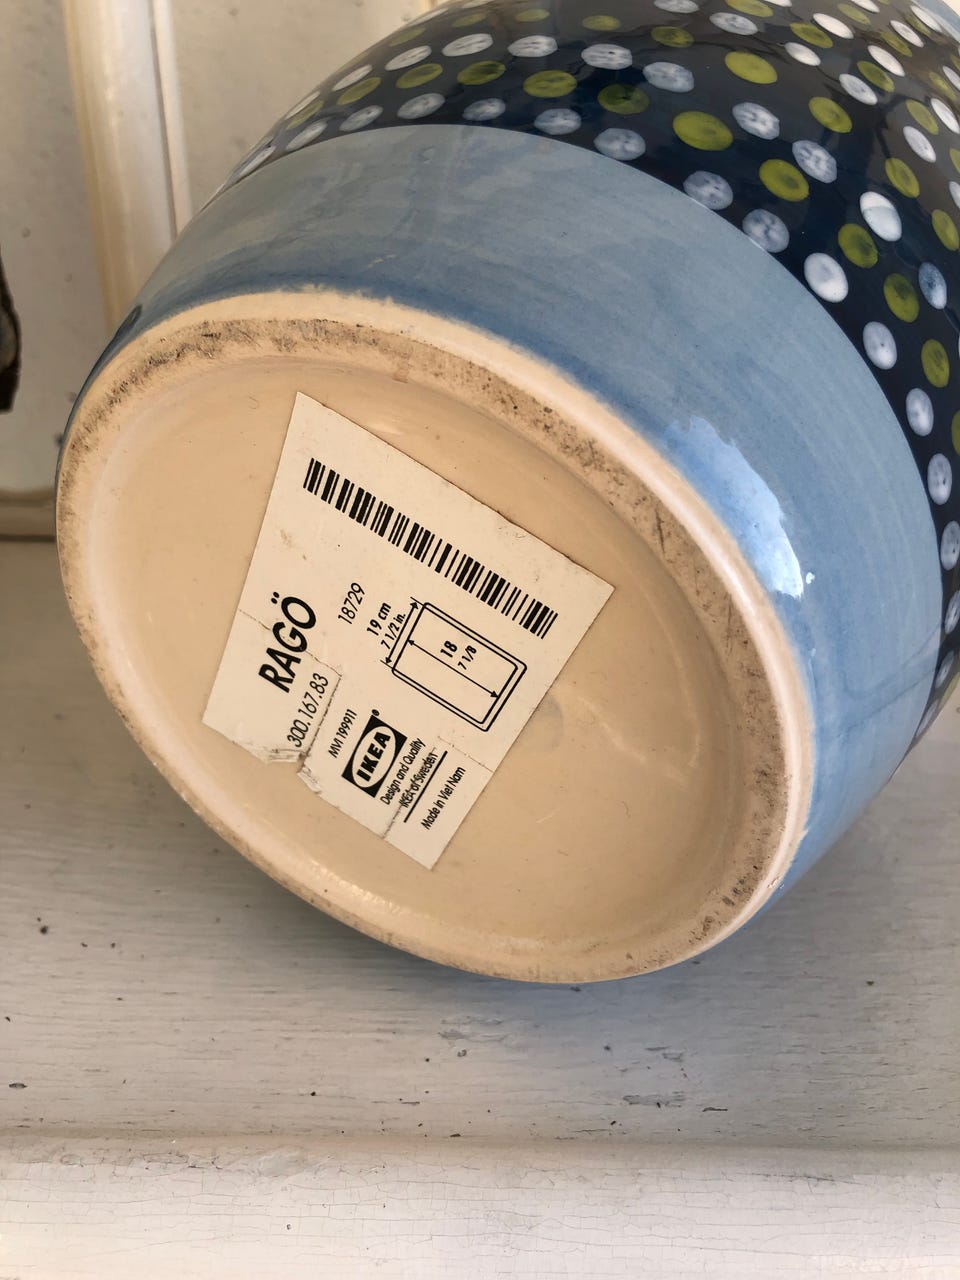 RAGÖ
300.167.83
18729
19 cm
7 1/2 in.
18
7 1/8
MVI 199911
IKEA®
Design and Quality
IKEA of Sweden
Made in Viet Nam